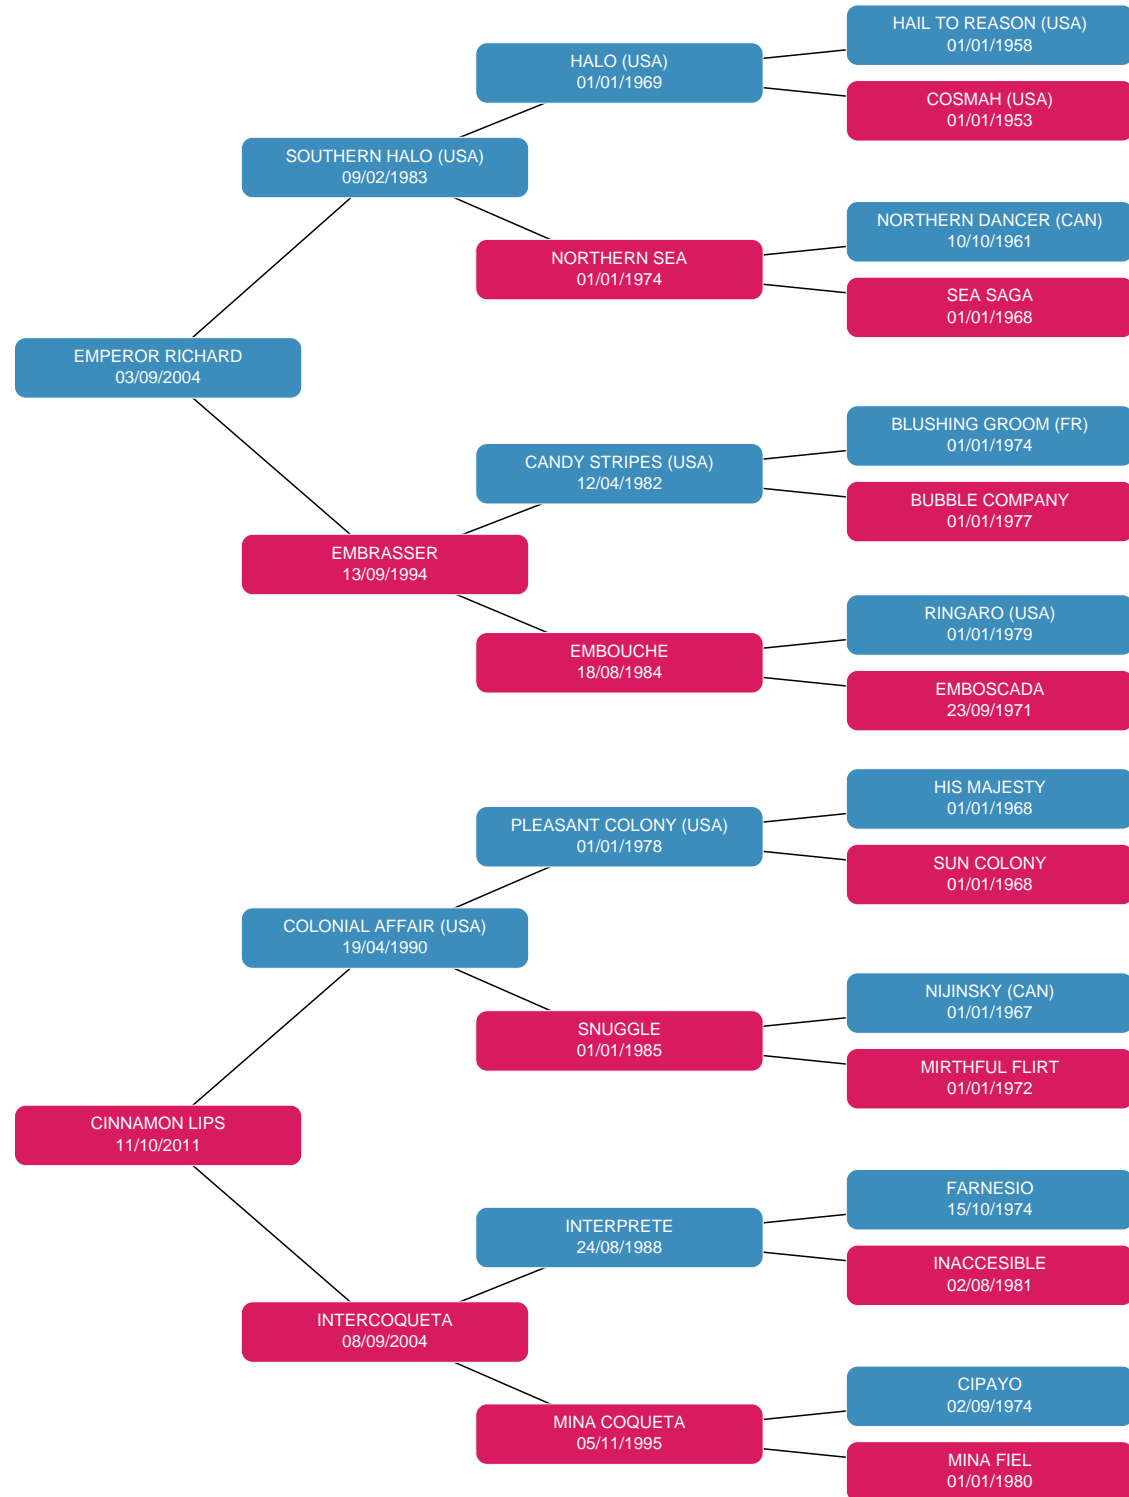 HAIL TO REASON (USA)
01/01/1958
HALO (USA)
01/01/1969
COSMAH (USA)
01/01/1953
SOUTHERN HALO (USA)
09/02/1983
NORTHERN DANCER (CAN)
10/10/1961
NORTHERN SEA
01/01/1974
SEA SAGA
01/01/1968
EMPEROR RICHARD
03/09/2004
BLUSHING GROOM (FR)
01/01/1974
CANDY STRIPES (USA)
12/04/1982
BUBBLE COMPANY
01/01/1977
EMBRASSER
13/09/1994
RINGARO (USA)
01/01/1979
EMBOUCHE
18/08/1984
EMBOSCADA
23/09/1971
HIS MAJESTY
01/01/1968
PLEASANT COLONY (USA)
01/01/1978
SUN COLONY
01/01/1968
COLONIAL AFFAIR (USA)
19/04/1990
NIJINSKY (CAN)
01/01/1967
SNUGGLE
01/01/1985
MIRTHFUL FLIRT
01/01/1972
CINNAMON LIPS
11/10/2011
FARNESIO
15/10/1974
INTERPRETE
24/08/1988
INACCESIBLE
02/08/1981
INTERCOQUETA
08/09/2004
CIPAYO
02/09/1974
MINA COQUETA
05/11/1995
MINA FIEL
01/01/1980